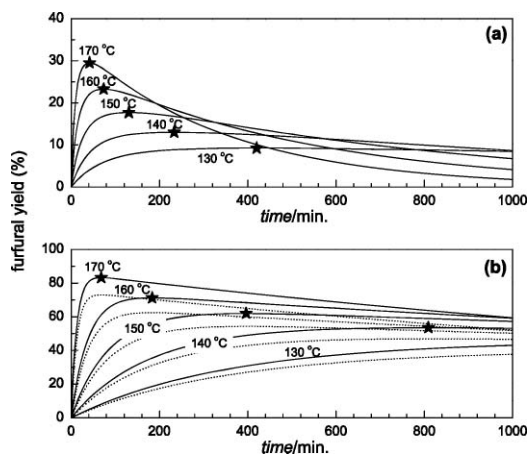 (a)
40
30
20
10
0
170 °C
160 °C
150 °C
140 °C
130 °C
0 200 400 600 800 1000
time/min.
furfural yield (%)
(b)
100
80
60
40
20
0
170 °C
160 °C
150 °C
140 °C
130 °C
0 200 400 600 800 1000
time/min.